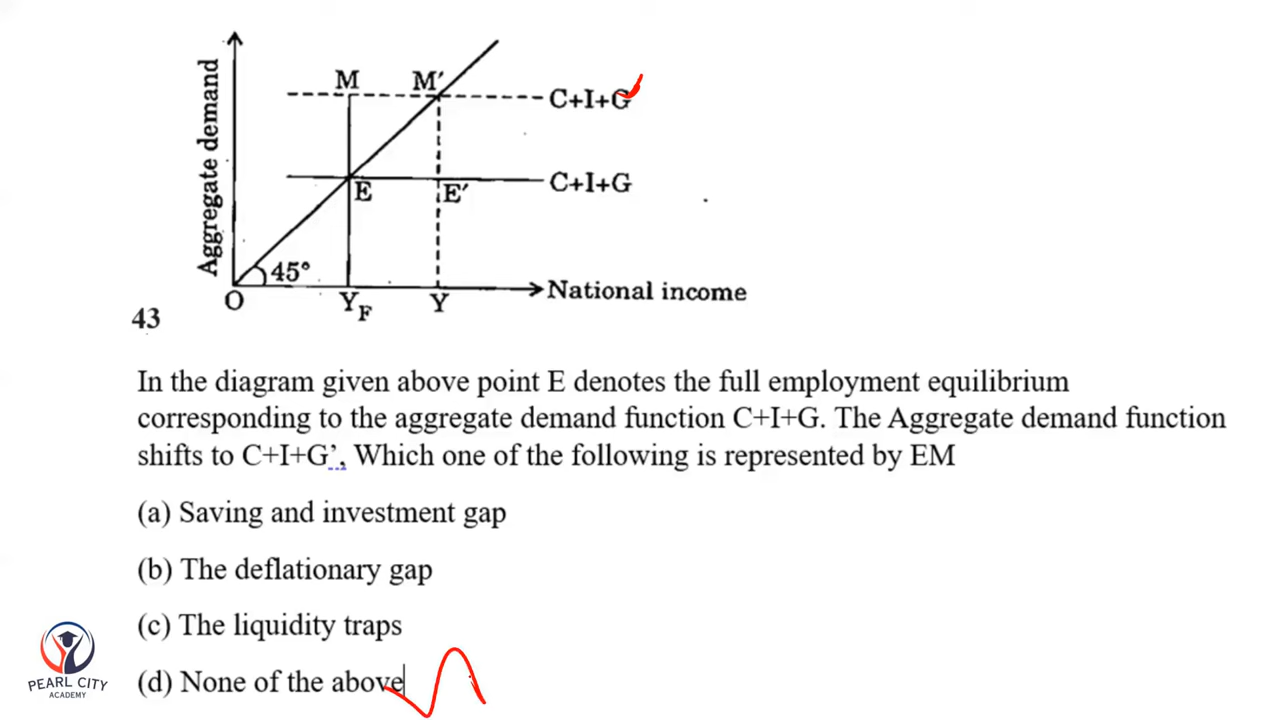 Aggregate demand
M M′
C+I+G′
C+I+G
E E′
45°
O Y_F Y National income
43
In the diagram given above point E denotes the full employment equilibrium
corresponding to the aggregate demand function C+I+G. The Aggregate demand function
shifts to C+I+G’, Which one of the following is represented by EM
(a) Saving and investment gap
(b) The deflationary gap
(c) The liquidity traps
(d) None of the above
PEARL CITY
ACADEMY